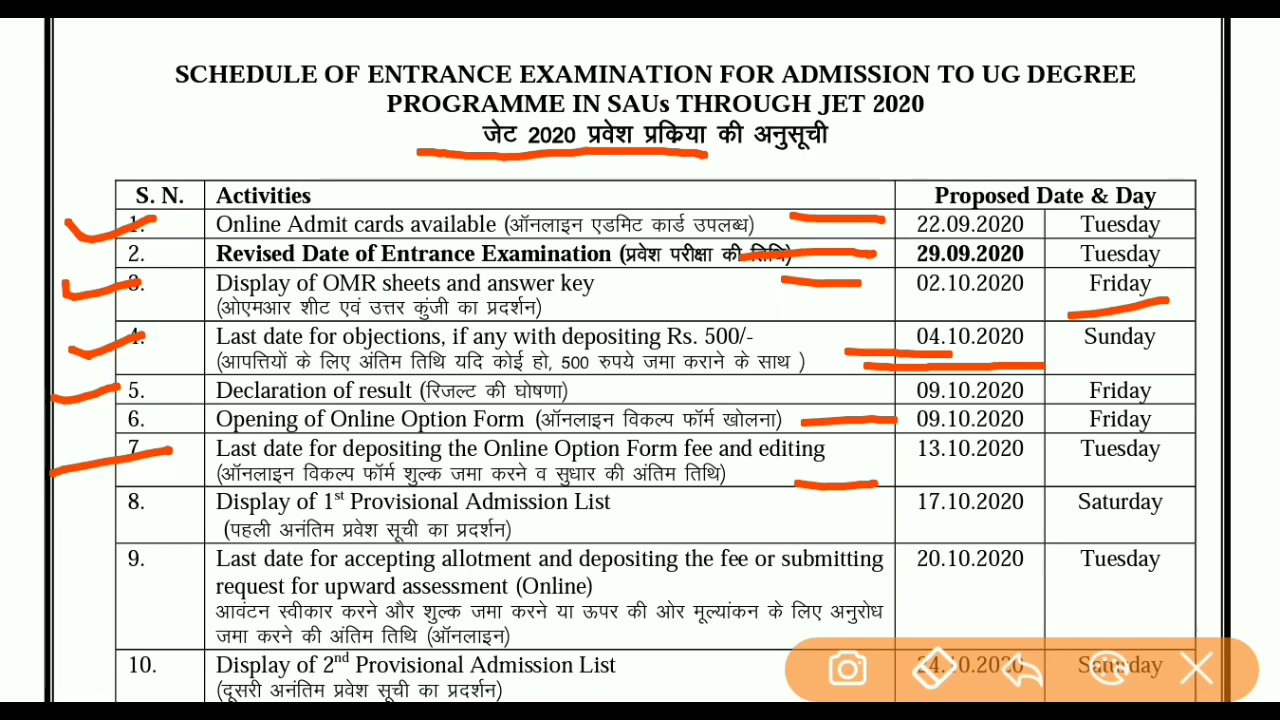 SCHEDULE OF ENTRANCE EXAMINATION FOR ADMISSION TO UG DEGREE
PROGRAMME IN SAUs THROUGH JET 2020
जेट 2020 प्रवेश प्रक्रिया की अनुसूची
S. N. Activities Proposed Date & Day
1. Online Admit cards available (ऑनलाइन एडमिट कार्ड उपलब्ध) 22.09.2020 Tuesday
2. Revised Date of Entrance Examination (प्रवेश परीक्षा की तिथि) 29.09.2020 Tuesday
3. Display of OMR sheets and answer key 02.10.2020 Friday
(ओएमआर शीट एवं उत्तर कुंजी का प्रदर्शन)
4. Last date for objections, if any with depositing Rs. 500/- 04.10.2020 Sunday
(आपत्तियों के लिए अंतिम तिथि यदि कोई हो, 500 रुपये जमा कराने के साथ )
5. Declaration of result (रिजल्ट की घोषणा) 09.10.2020 Friday
6. Opening of Online Option Form (ऑनलाइन विकल्प फॉर्म खोलना) 09.10.2020 Friday
7. Last date for depositing the Online Option Form fee and editing 13.10.2020 Tuesday
(ऑनलाइन विकल्प फॉर्म शुल्क जमा करने व सुधार की अंतिम तिथि)
8. Display of 1st Provisional Admission List 17.10.2020 Saturday
(पहली अनंतिम प्रवेश सूची का प्रदर्शन)
9. Last date for accepting allotment and depositing the fee or submitting 20.10.2020 Tuesday
request for upward assessment (Online)
आवंटन स्वीकार करने और शुल्क जमा करने या ऊपर की ओर मूल्यांकन के लिए अनुरोध
जमा करने की अंतिम तिथि (ऑनलाइन)
10. Display of 2nd Provisional Admission List 24.10.2020 Saturday
(दूसरी अनंतिम प्रवेश सूची का प्रदर्शन)